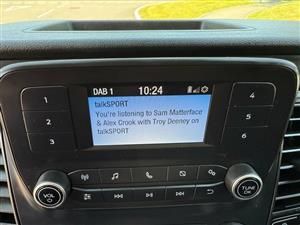 DAB 1 10:24
talkSPORT
You're listening to Sam Matterface
& Alex Crook with Troy Deeney on
talkSPORT
1
2
3
4
5
6
VOL
TUNE
OK